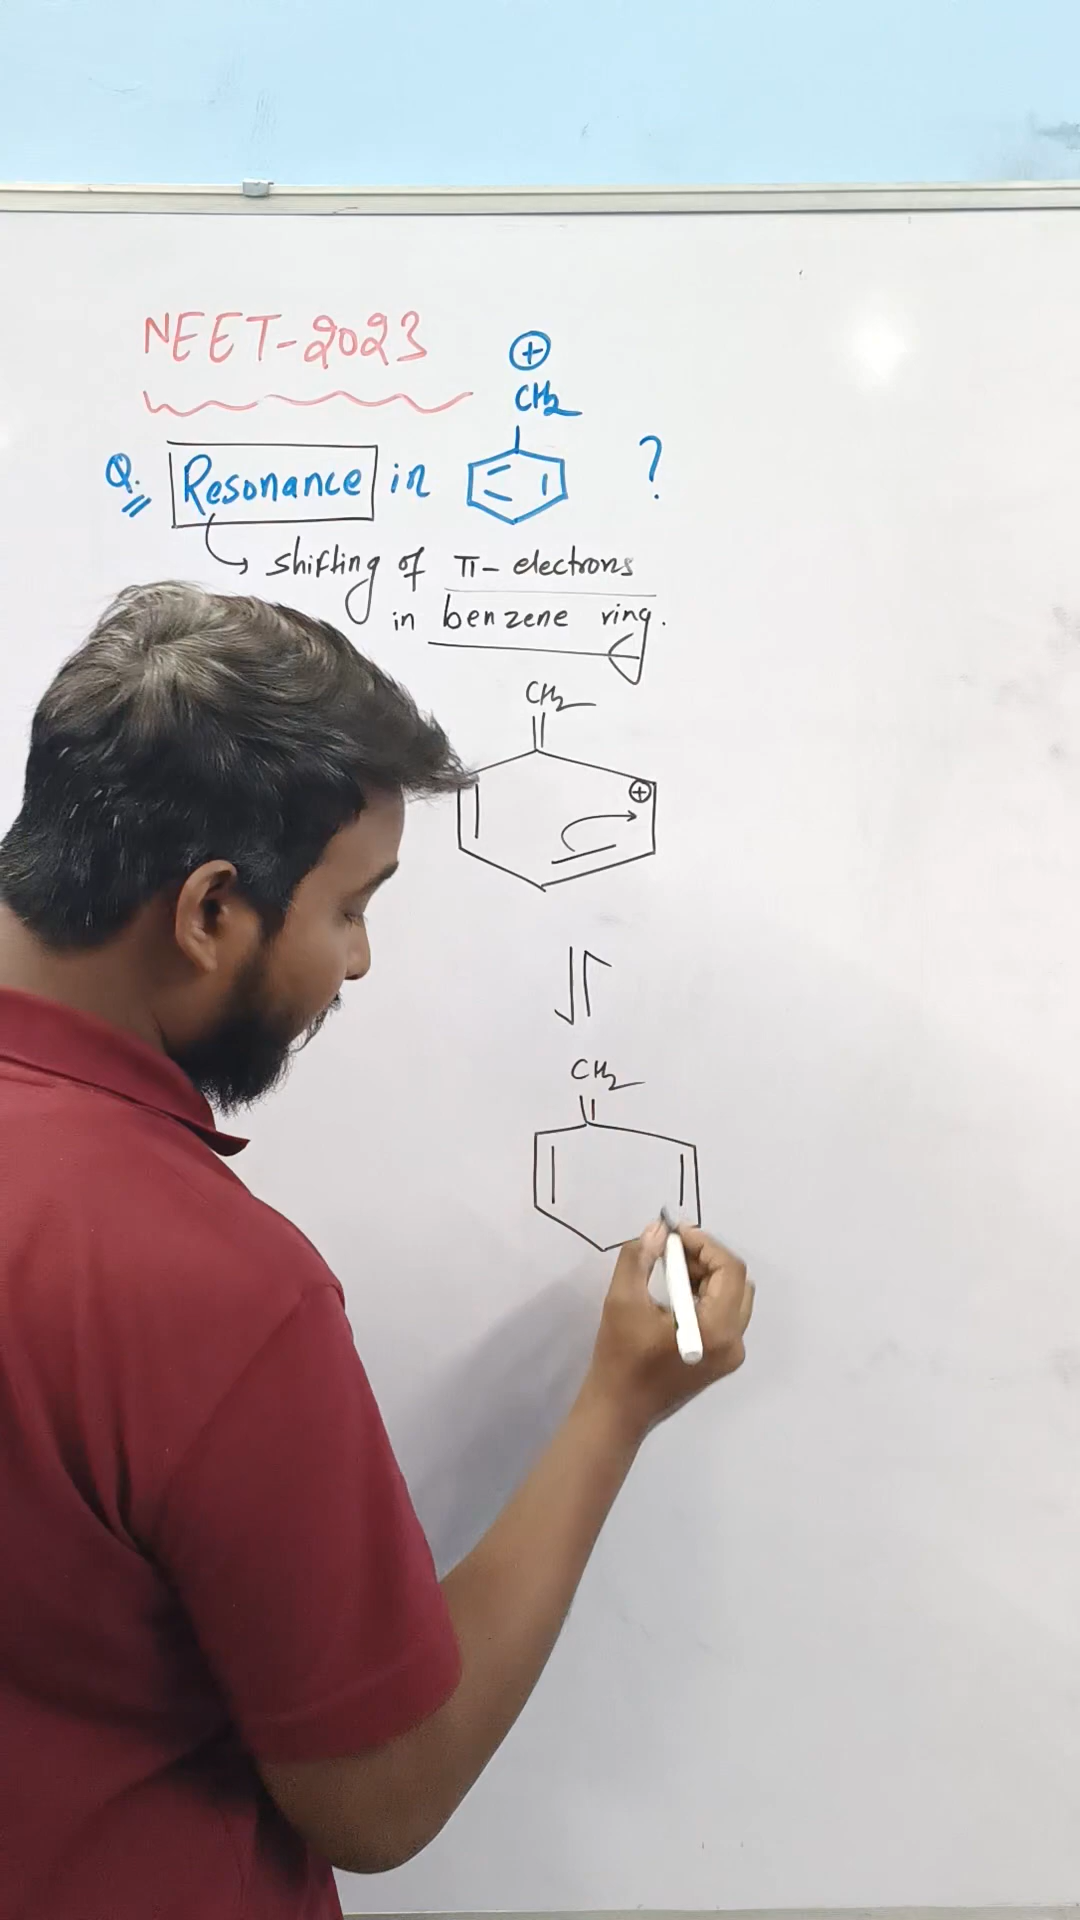 NEET-2023
⊕
CH2
Q. Resonance in ?
shifting of π- electrons
in benzene ring.
CH2
⊕
CH2